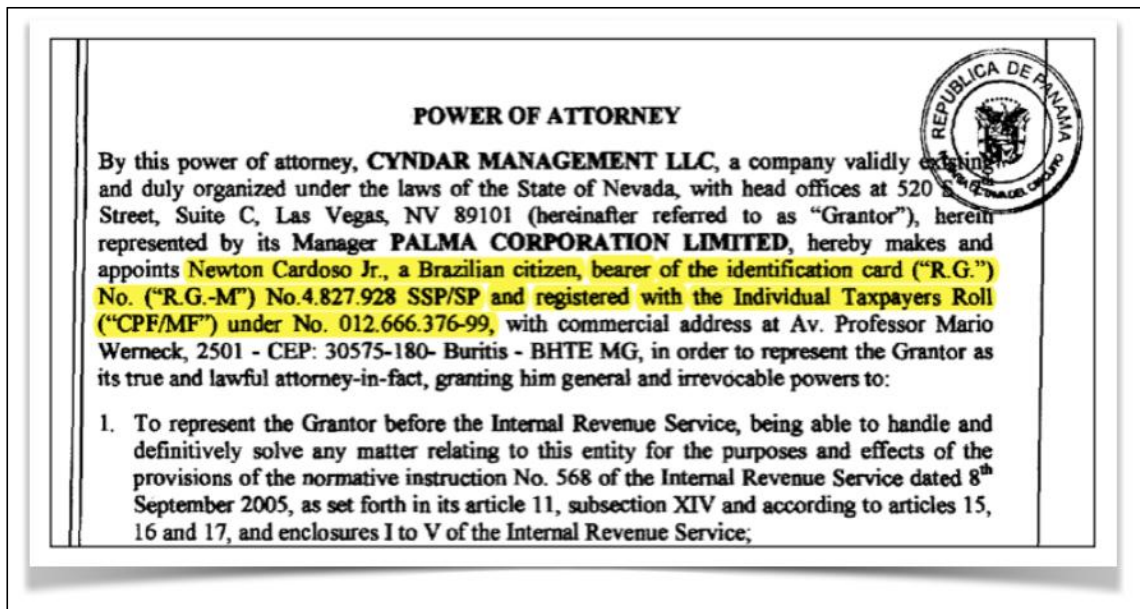 REPUBLICA DE PANAMA
POWER OF ATTORNEY
By this power of attorney, CYNDAR MANAGEMENT LLC, a company validly existing
and duly organized under the laws of the State of Nevada, with head offices at 520 S
Street, Suite C, Las Vegas, NV 89101 (hereinafter referred to as “Grantor”), herein
represented by its Manager PALMA CORPORATION LIMITED, hereby makes and
appoints Newton Cardoso Jr., a Brazilian citizen, bearer of the identification card (“R.G.”)
No. (“R.G.-M”) No.4.827.928 SSP/SP and registered with the Individual Taxpayers Roll
(“CPF/MF”) under No. 012.666.376-99, with commercial address at Av. Professor Mario
Werneck, 2501 - CEP: 30575-180- Buritis - BHTE MG, in order to represent the Grantor as
its true and lawful attorney-in-fact, granting him general and irrevocable powers to:
1. To represent the Grantor before the Internal Revenue Service, being able to handle and
definitively solve any matter relating to this entity for the purposes and effects of the
provisions of the normative instruction No. 568 of the Internal Revenue Service dated 8th
September 2005, as set forth in its article 11, subsection XIV and according to articles 15,
16 and 17, and enclosures I to V of the Internal Revenue Service;